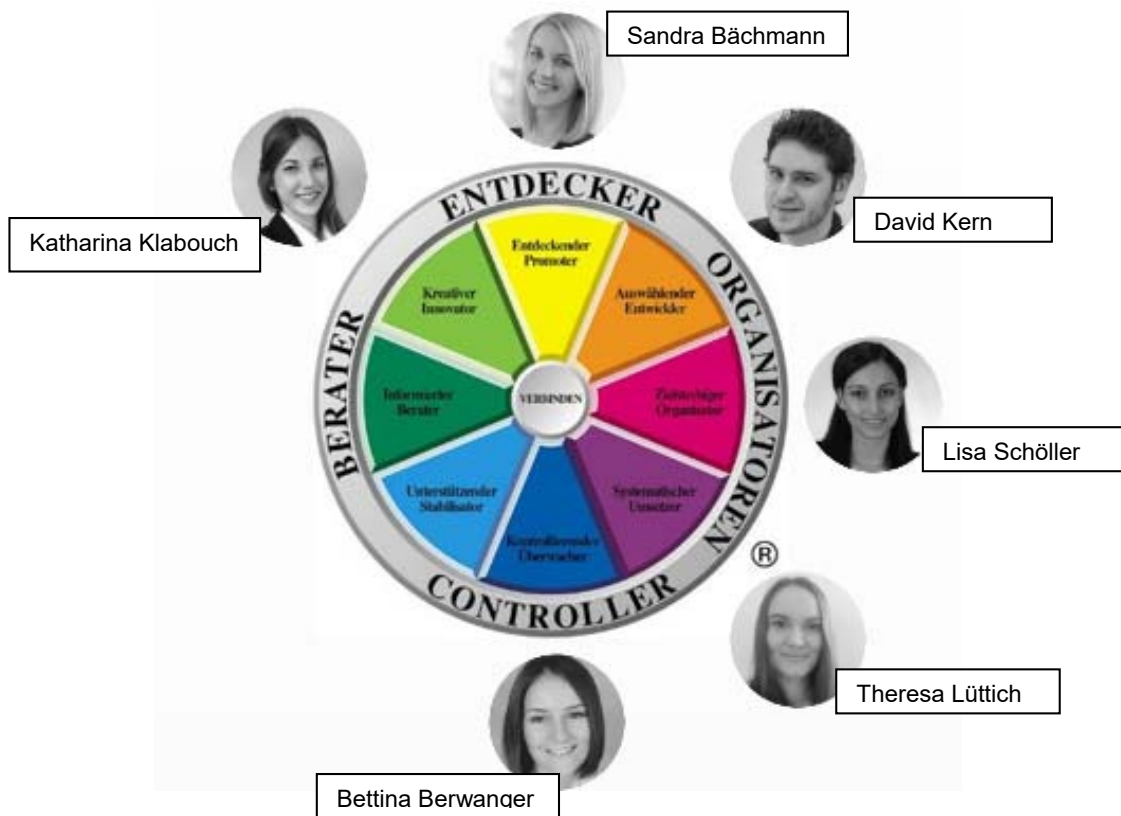 Sandra Bächmann
David Kern
Katharina Klabouch
ENTDECKER
BERATER
ORGANISATOREN
CONTROLLER
Entdeckender
Promoter
Kreativer
Innovator
Auswählender
Entwickler
Informierter
Berater
VERBINDEN
Zielstrebiger
Organisator
Unterstützender
Stabilisator
Systematischer
Umsetzer
Kontrollierender
Überwacher
®
Lisa Schöller
Theresa Lüttich
Bettina Berwanger